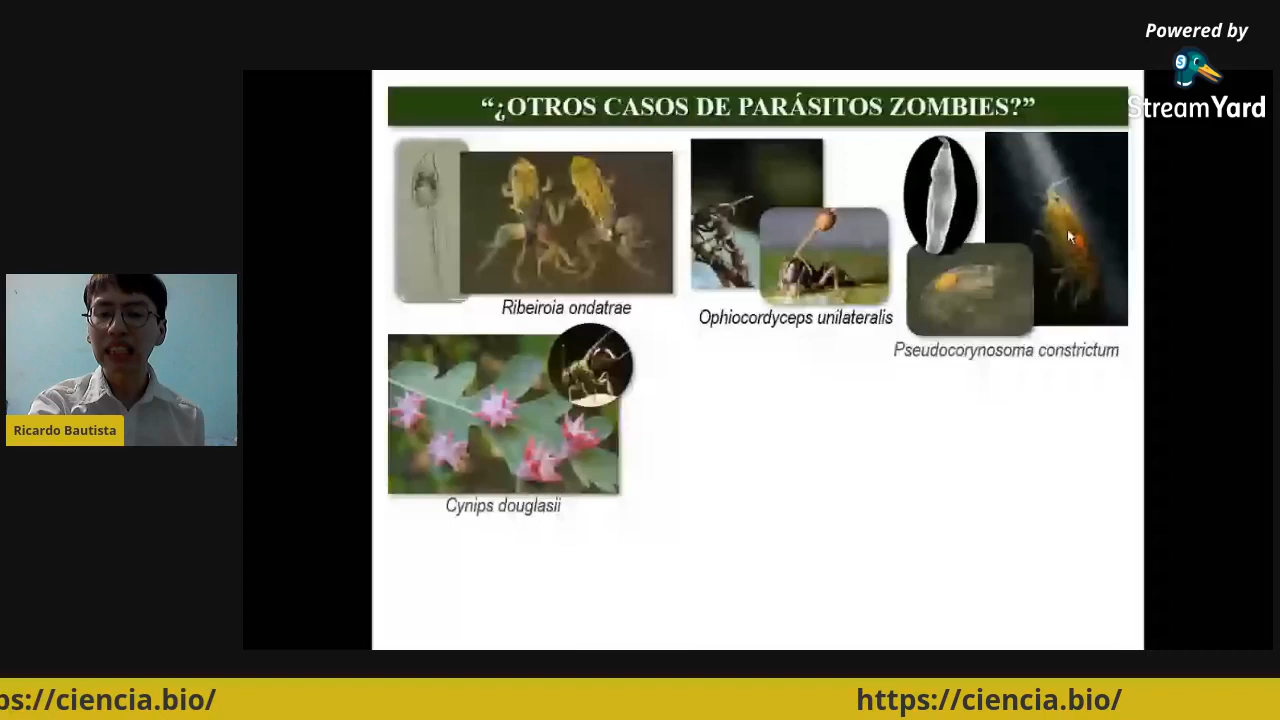 Powered by
StreamYard
“¿OTROS CASOS DE PARÁSITOS ZOMBIES?”
Ribeiroia ondatrae
Ophiocordyceps unilateralis
Pseudocorynosoma constrictum
Cynips douglasii
Ricardo Bautista
ps://ciencia.bio/
https://ciencia.bio/